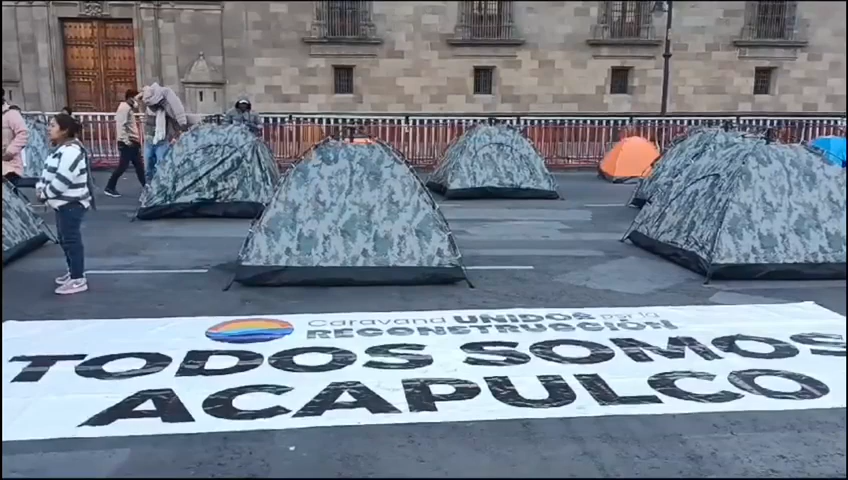 Caravana UNIDOS por la
RECONSTRUCCIÓN
TODOS SOMOS
ACAPULCO